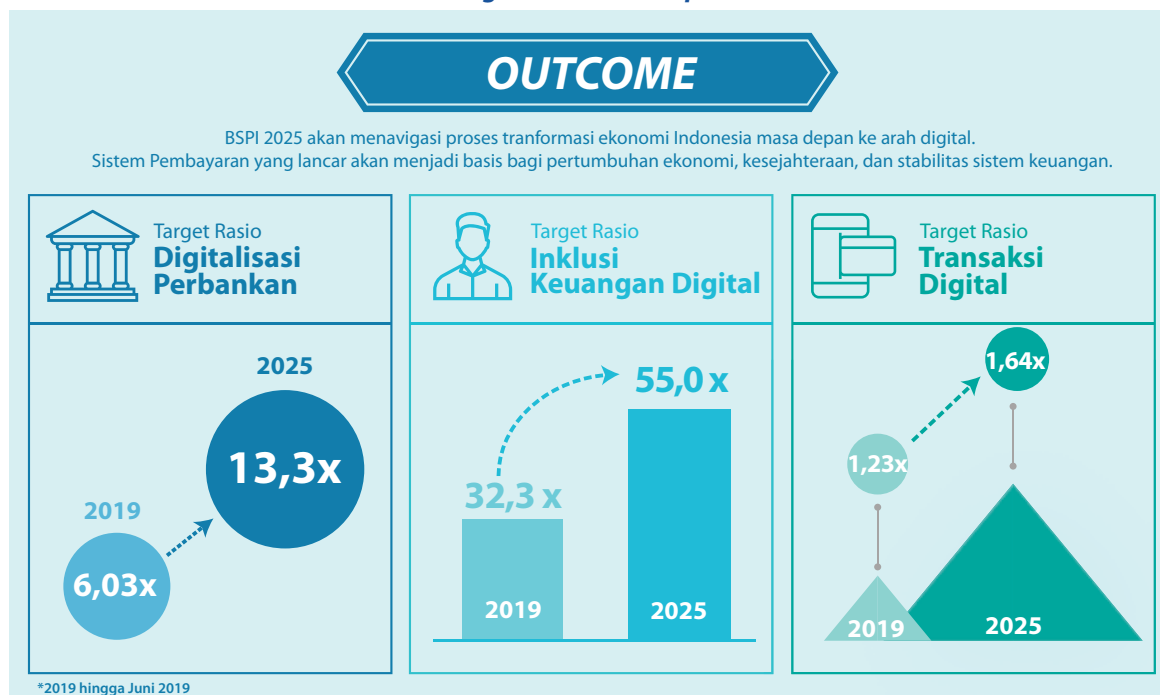 OUTCOME
BSPI 2025 akan menavigasi proses tranformasi ekonomi Indonesia masa depan ke arah digital.
Sistem Pembayaran yang lancar akan menjadi basis bagi pertumbuhan ekonomi, kesejahteraan, dan stabilitas sistem keuangan.
Target Rasio
Digitalisasi
Perbankan
2025
13,3x
2019
6,03x
Target Rasio
Inklusi
Keuangan Digital
55,0 x
32,3 x
2019
2025
Target Rasio
Transaksi
Digital
1,64x
1,23x
2019
2025
*2019 hingga Juni 2019